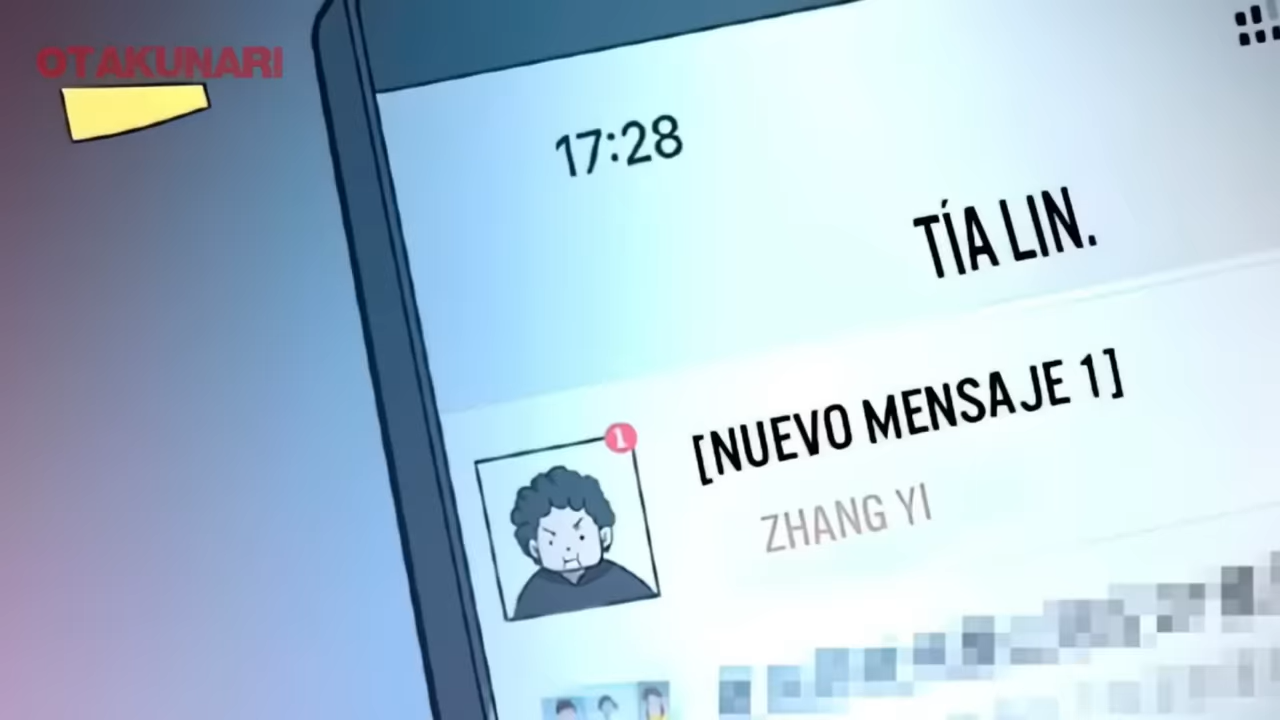 OTAKUNARI
17:28
TÍA LIN.
[NUEVO MENSAJE 1]
1
ZHANG YI